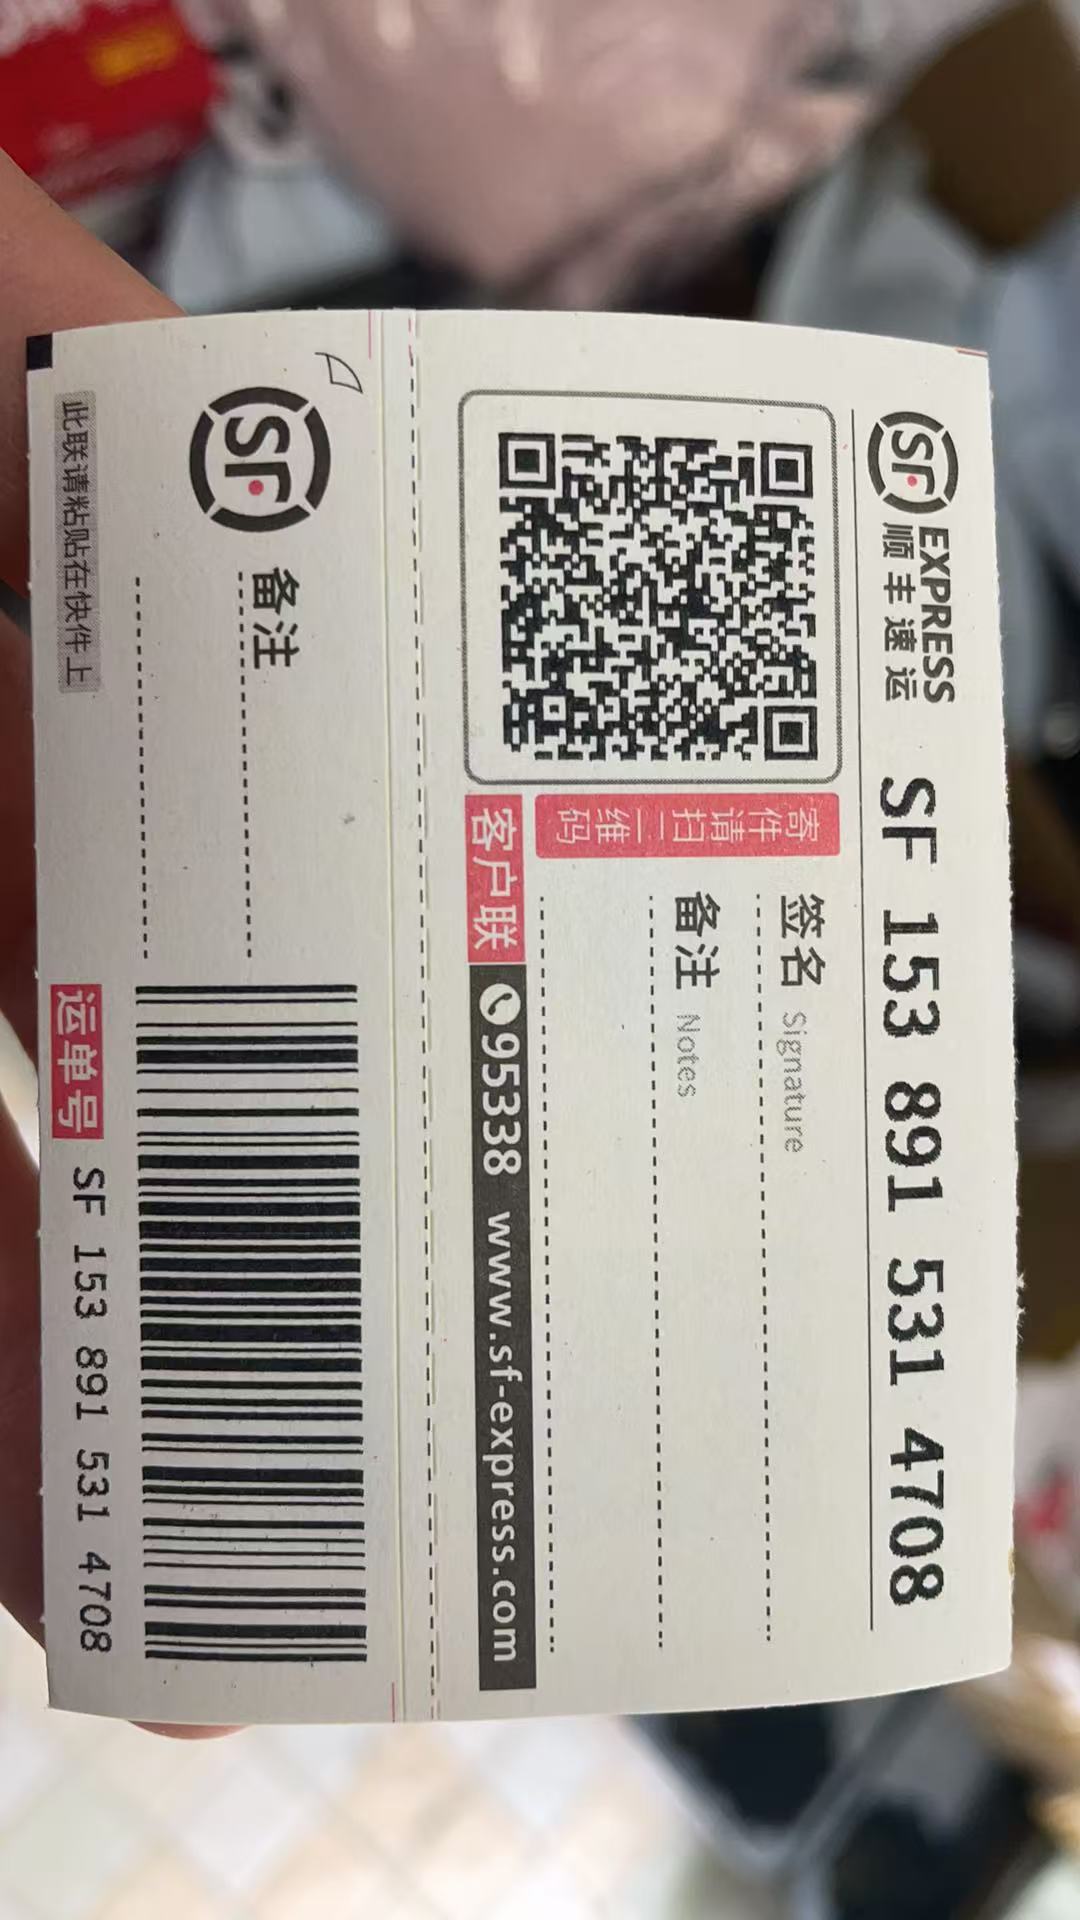 SF EXPRESS
顺丰速运
SF 153 891 531 4708
签名 Signature
备注 Notes
寄件请扫二维码
客户联
95338 www.sf-express.com
SF
备注
运单号 SF 153 891 531 4708
此联请粘贴在快件上